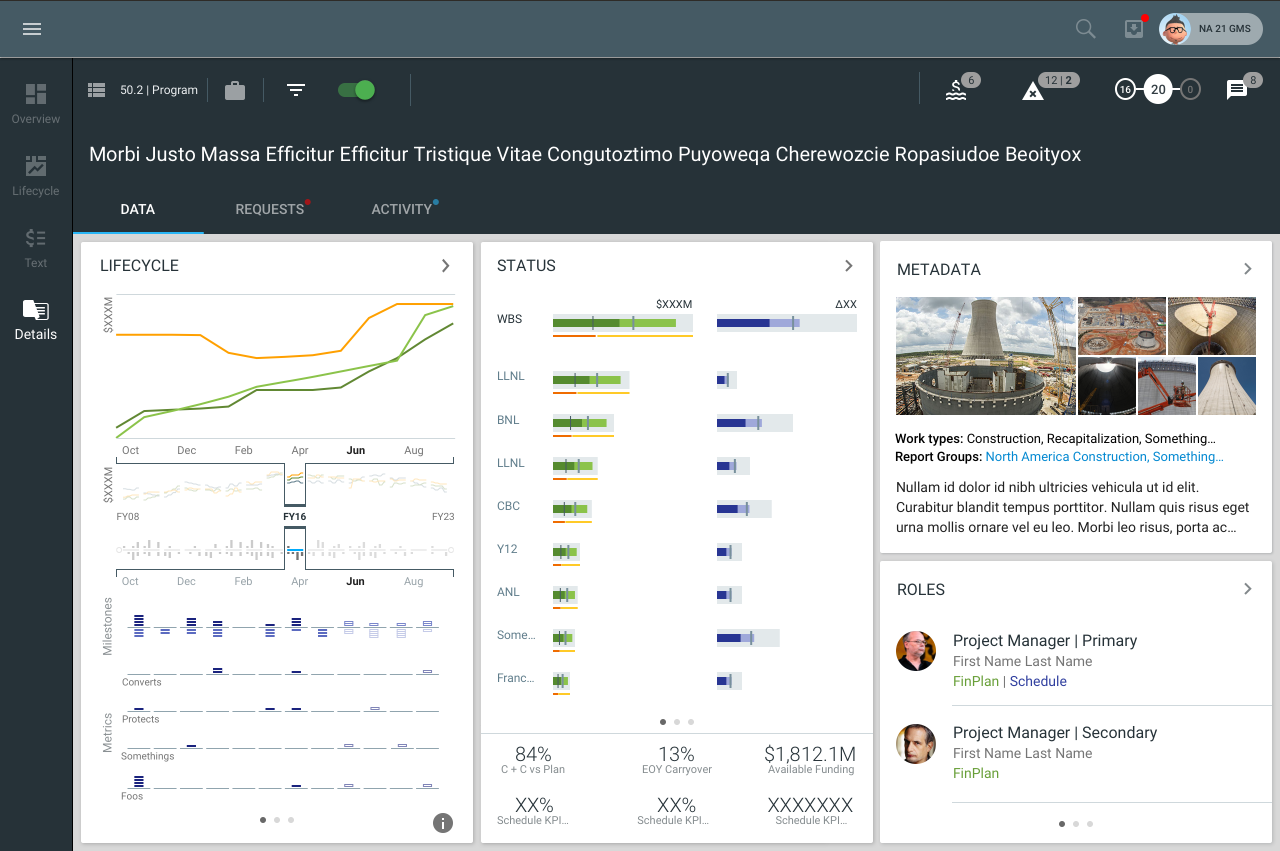 NA 21 GMS
50.2 | Program
6
12 | 2
16
20
0
8
Overview
Lifecycle
Text
Details
Morbi Justo Massa Efficitur Efficitur Tristique Vitae Congutoztimo Puyoweqa Cherewozcie Ropasiudoe Beoityox
DATA
REQUESTS
ACTIVITY
LIFECYCLE
$XXXM
Oct Dec Feb Apr Jun Aug
$XXXM
FY08 FY16 FY23
Oct Dec Feb Apr Jun Aug
Milestones
Converts
Metrics
Protects
Somethings
Foos
STATUS
$XXXM ΔXX
WBS
LLNL
BNL
LLNL
CBC
Y12
ANL
Some...
Franc...
84% 13% $1,812.1M
C + C vs Plan EOY Carryover Available Funding
XX% XX% XXXXXXX
Schedule KPI... Schedule KPI... Schedule KPI...
METADATA
Work types: Construction, Recapitalization, Something...
Report Groups: North America Construction, Something...
Nullam id dolor id nibh ultricies vehicula ut id elit.
Curabitur blandit tempus porttitor. Nullam quis risus eget
urna mollis ornare vel eu leo. Morbi leo risus, porta ac...
ROLES
Project Manager | Primary
First Name Last Name
FinPlan | Schedule
Project Manager | Secondary
First Name Last Name
FinPlan